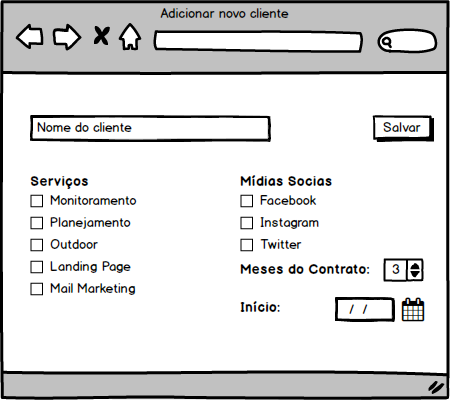 Adicionar novo cliente
Nome do cliente
Salvar
Serviços
Monitoramento
Planejamento
Outdoor
Landing Page
Mail Marketing
Mídias Socias
Facebook
Instagram
Twitter
Meses do Contrato: 3
Início: / /